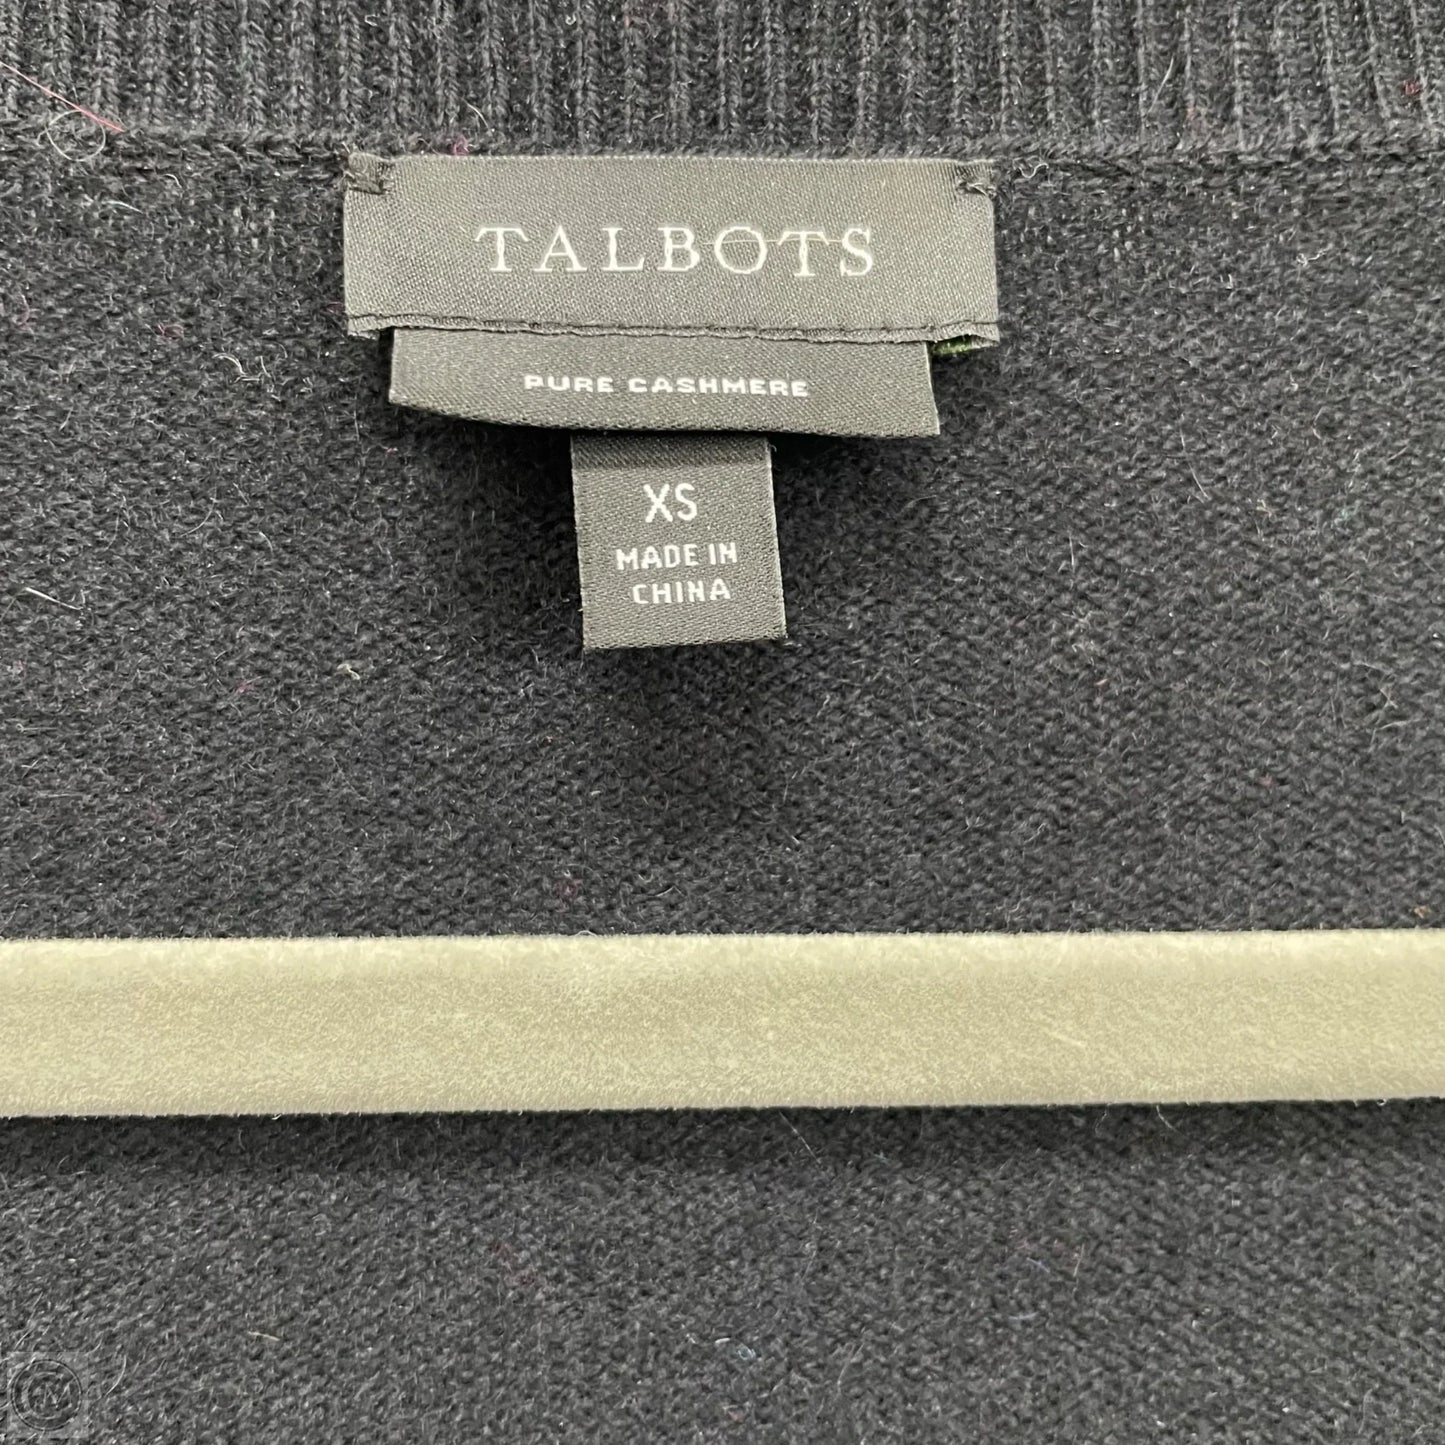 TALBOTS
PURE CASHMERE
XS
MADE IN
CHINA